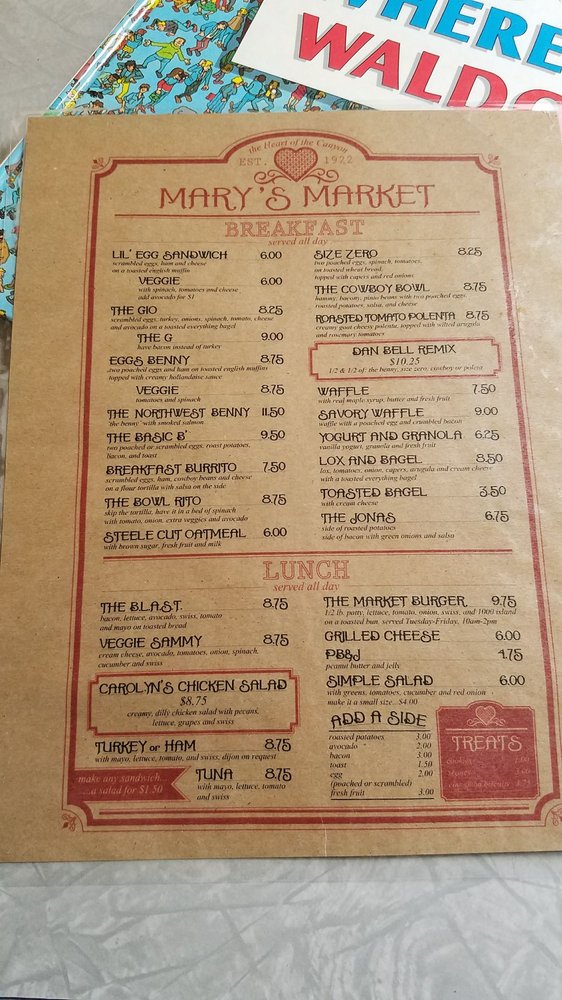 WHERE
WALDO
the Heart of the Canyon
EST. 1922
MARY'S MARKET
BREAKFAST
served all day
LIL' EGG SANDWICH 6.00
scrambled eggs, ham and cheese
on a toasted english muffin
VEGGIE 6.00
with spinach, tomatoes and cheese
add avocado for $1
THE GIO 8.25
scrambled eggs, turkey, onions, spinach, tomato, cheese
and avocado on a toasted everything bagel
THE G 9.00
have bacon instead of turkey
EGGS BENNY 8.75
two poached eggs and ham on toasted english muffins
topped with creamy hollandaise sauce
VEGGIE 8.75
tomatoes and spinach
THE NORTHWEST BENNY 11.50
'the benny' with smoked salmon
THE BASIC B' 9.50
two poached or scrambled eggs, roast potatoes,
bacon, and toast
BREAKFAST BURRITO 7.50
scrambled eggs, ham, cowboy beans and cheese
on a flour tortilla with salsa on the side
THE BOWL RITO 8.75
skip the tortilla, have it in a bed of spinach
with tomato, onion, extra veggies and avocado
STEELE CUT OATMEAL 6.00
with brown sugar, fresh fruit and milk
SIZE ZERO 8.25
two poached eggs, spinach, tomatoes,
on toasted wheat bread,
topped with capers and red onions
THE COWBOY BOWL 8.75
hammy, bacony, pinto beans with two poached eggs,
roasted potatoes, salsa, and cheese
ROASTED TOMATO POLENTA 8.75
creamy goat cheesy polenta, topped with wilted arugula
and rosemary tomatoes
DAN BELL REMIX
$10.25
1/2 & 1/2 of: the benny, size zero, cowboy or polenta
WAFFLE 7.50
with real maple syrup, butter and fresh fruit
SAVORY WAFFLE 9.00
waffle with a poached egg and crumbled bacon
YOGURT AND GRANOLA 6.25
vanilla yogurt, granola and fresh fruit
LOX AND BAGEL 8.50
lox, tomatoes, onion, capers, arugula and cream cheese
with a toasted everything bagel
TOASTED BAGEL 3.50
with cream cheese
THE JONAS 6.75
side of roasted potatoes
side of bacon with green onions and salsa
LUNCH
served all day
THE B.L.A.S.T. 8.75
bacon, lettuce, avocado, swiss, tomato
and mayo on toasted bread
VEGGIE SAMMY 8.75
cream cheese, avocado, tomatoes, onion, spinach,
cucumber and swiss
CAROLYN'S CHICKEN SALAD
$8.75
creamy, dilly chicken salad with pecans,
lettuce, grapes and swiss
TURKEY or HAM 8.75
with mayo, lettuce, tomato, and swiss, dijon on request
make any sandwich...
...a salad for $1.50
TUNA 8.75
with mayo, lettuce, tomato
and swiss
THE MARKET BURGER 9.75
1/2 lb. patty, lettuce, tomato, onion, swiss, and 1000 island
on a toasted bun. served Tuesday-Friday, 10am-2pm
GRILLED CHEESE 6.00
PB&J 4.75
peanut butter and jelly
SIMPLE SALAD 6.00
with greens, tomatoes, cucumber and red onion
make it a small size.. $4.00
ADD A SIDE
roasted potatoes 3.00
avocado 2.00
bacon 3.00
toast 1.50
egg 2.00
(poached or scrambled)
fresh fruit 3.00
TREATS
cookies